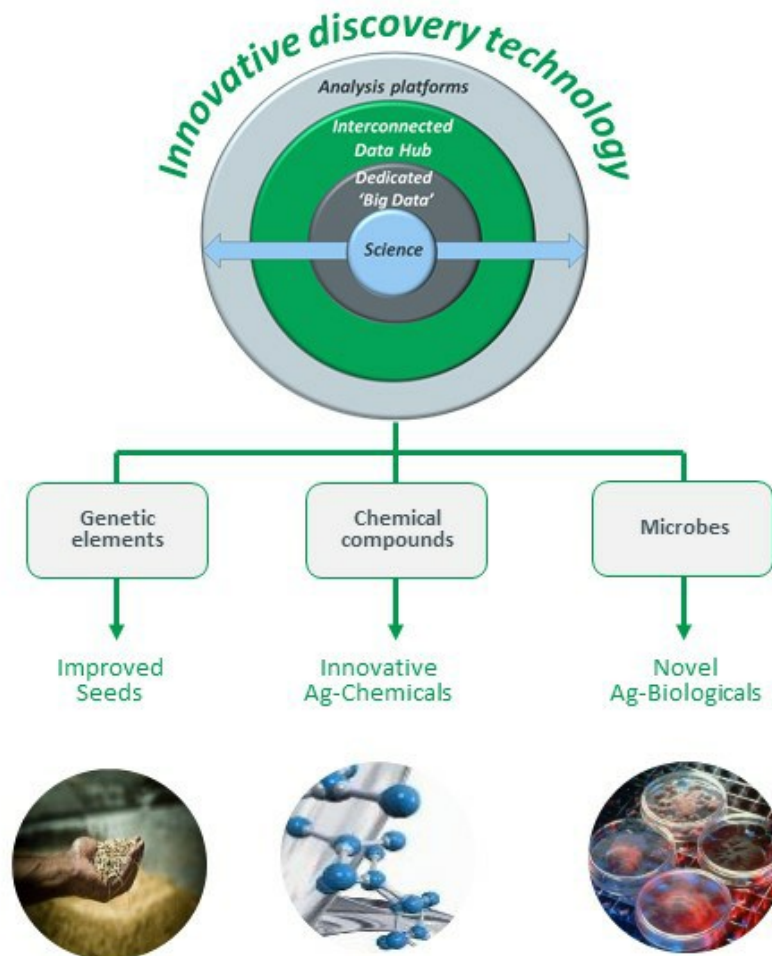 Innovative discovery technology
Analysis platforms
Interconnected
Data Hub
Dedicated
‘Big Data’
Science
Genetic
elements
Chemical
compounds
Microbes
Improved
Seeds
Innovative
Ag-Chemicals
Novel
Ag-Biologicals